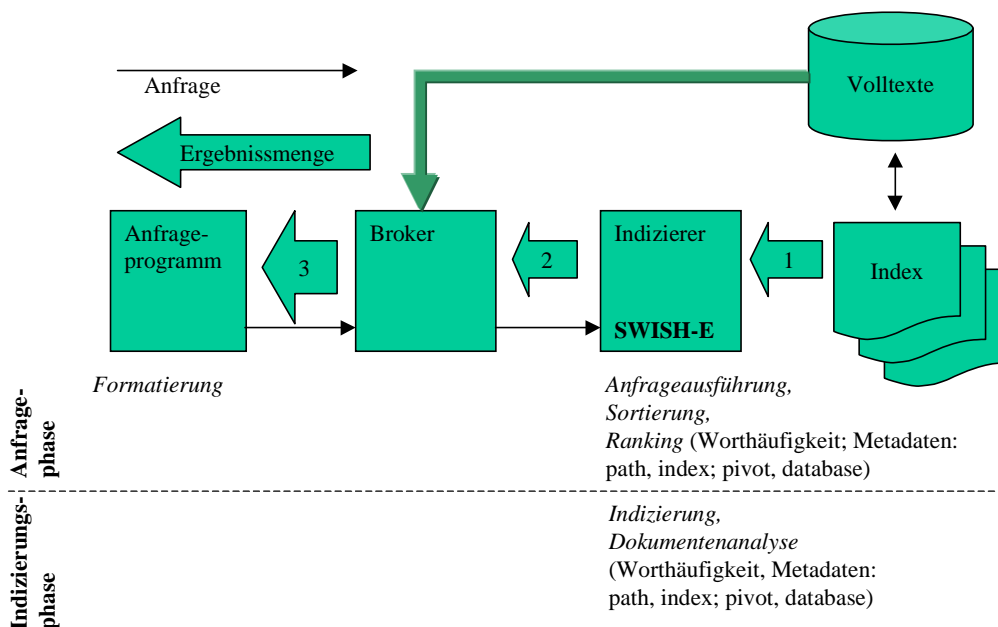 Anfrage
Volltexte
Ergebnissmenge
Anfrage-
programm
3
Broker
2
Indizierer
SWISH-E
1
Index
Formatierung
Anfrageausführung,
Sortierung,
Ranking (Worthäufigkeit; Metadaten:
path, index; pivot, database)
Anfrage-
phase
Indizierung,
Dokumentenanalyse
(Worthäufigkeit, Metadaten:
path, index; pivot, database)
Indizierungs-
phase